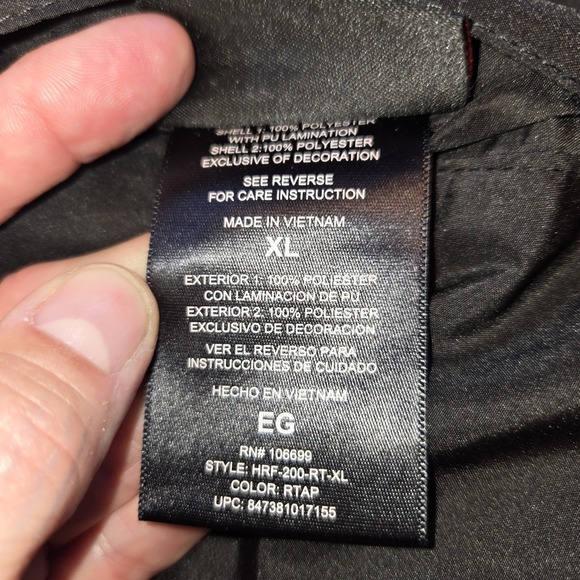 SHELL 1: 100% POLYESTER
WITH PU LAMINATION
SHELL 2:100% POLYESTER
EXCLUSIVE OF DECORATION
SEE REVERSE
FOR CARE INSTRUCTION
MADE IN VIETNAM
XL
EXTERIOR 1: 100% POLIESTER
CON LAMINACION DE PU
EXTERIOR 2: 100% POLIESTER
EXCLUSIVO DE DECORACIÓN
VER EL REVERSO PARA
INSTRUCCIONES DE CUIDADO
HECHO EN VIETNAM
EG
RN# 106699
STYLE: HRF-200-RT-XL
COLOR: RTAP
UPC: 847381017155